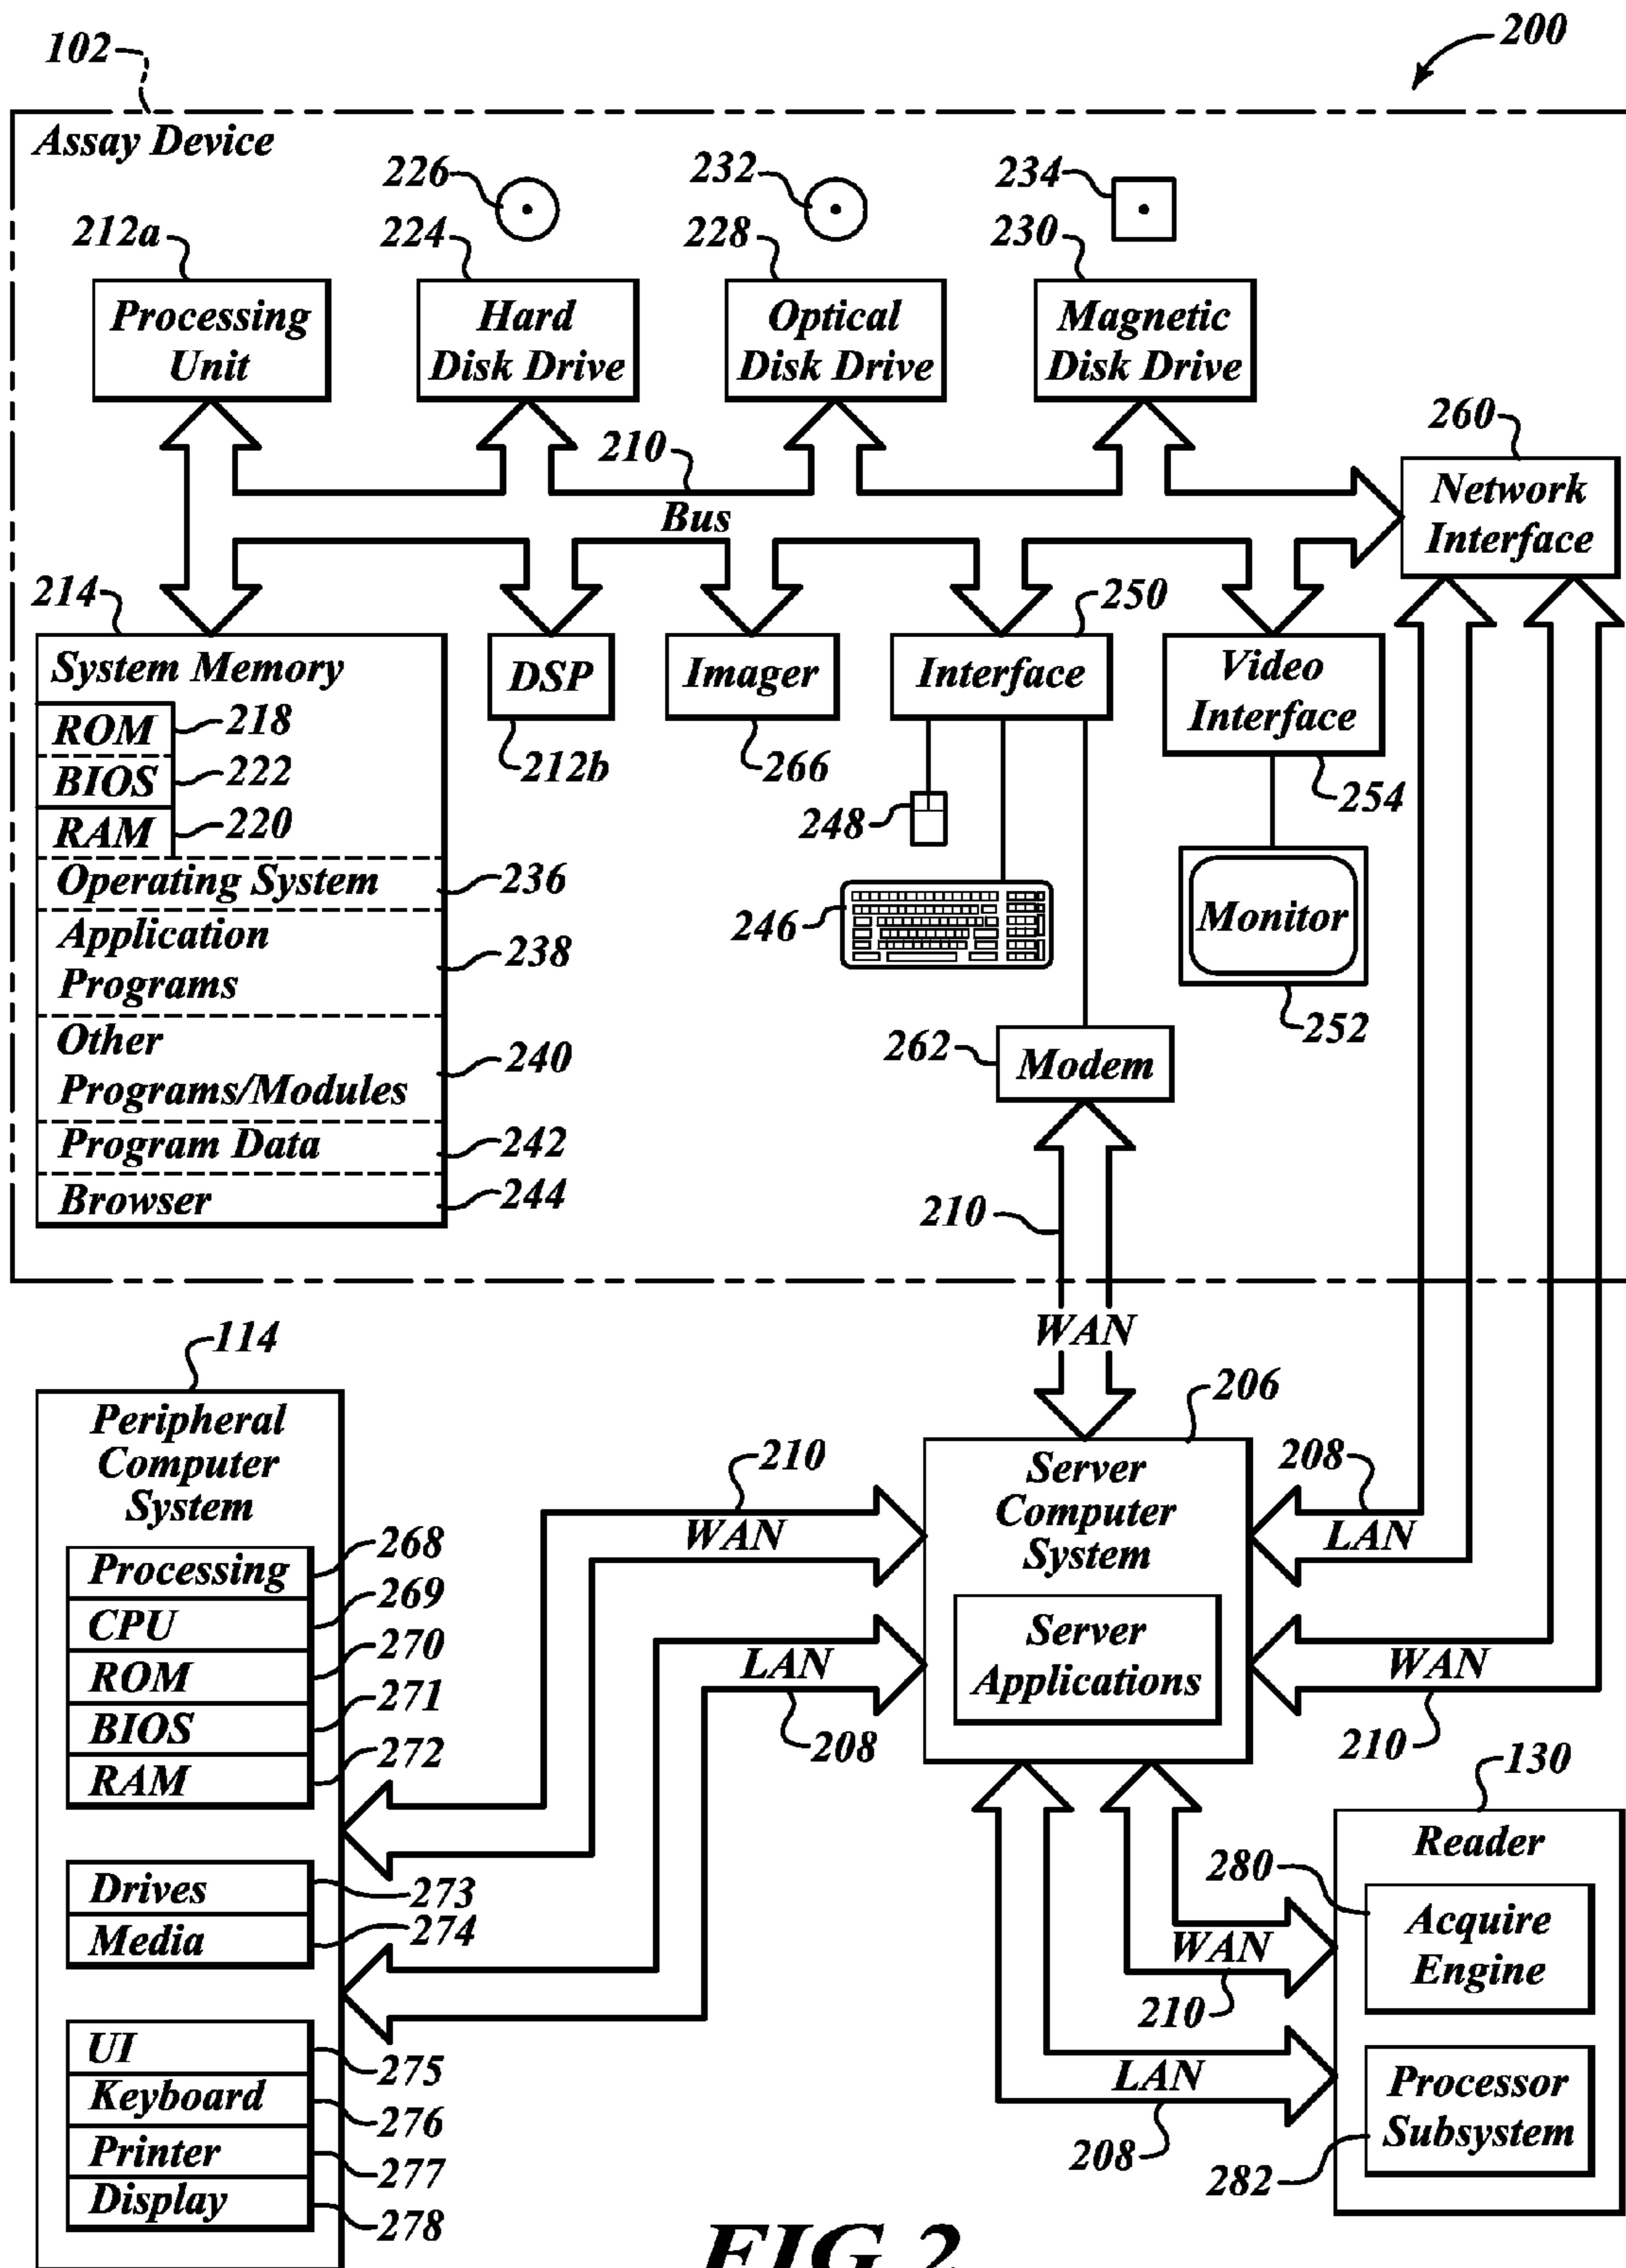 102
200
Assay Device
226
232
234
212a
224
228
230
Processing
Unit
Hard
Disk Drive
Optical
Disk Drive
Magnetic
Disk Drive
210
Bus
260
Network
Interface
214
System Memory
ROM
218
BIOS
222
RAM
220
Operating System
236
Application
Programs
238
Other
Programs/Modules
240
Program Data
242
Browser
244
DSP
212b
Imager
266
250
Interface
248
246
Video
Interface
254
Monitor
252
262
Modem
210
WAN
114
Peripheral
Computer
System
Processing
268
CPU
269
ROM
270
BIOS
271
RAM
272
Drives
273
Media
274
UI
275
Keyboard
276
Printer
277
Display
278
210
WAN
LAN
208
206
Server
Computer
System
Server
Applications
208
LAN
WAN
210
130
Reader
280
Acquire
Engine
WAN
210
LAN
208
Processor
Subsystem
282
FIG 2